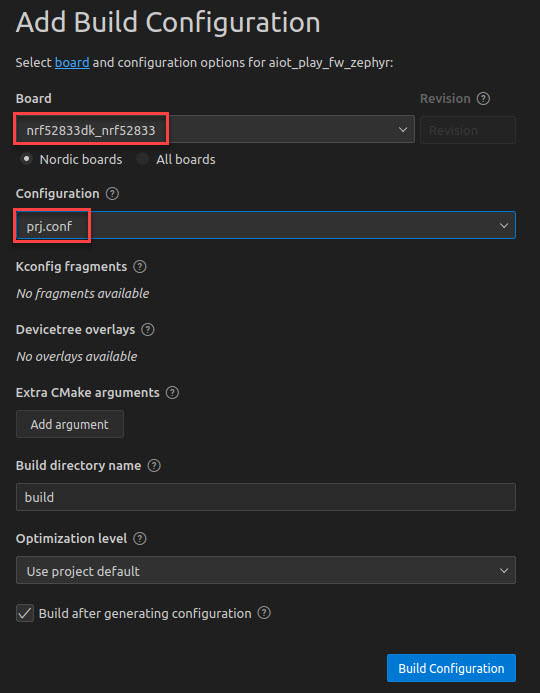 Add Build Configuration
Select board and configuration options for aiot_play_fw_zephyr:
Board
Revision ?
nrf52833dk_nrf52833
Revision
Nordic boards
All boards
Configuration ?
prj.conf
Kconfig fragments ?
No fragments available
Devicetree overlays ?
No overlays available
Extra CMake arguments ?
Add argument
Build directory name ?
build
Optimization level ?
Use project default
Build after generating configuration ?
Build Configuration